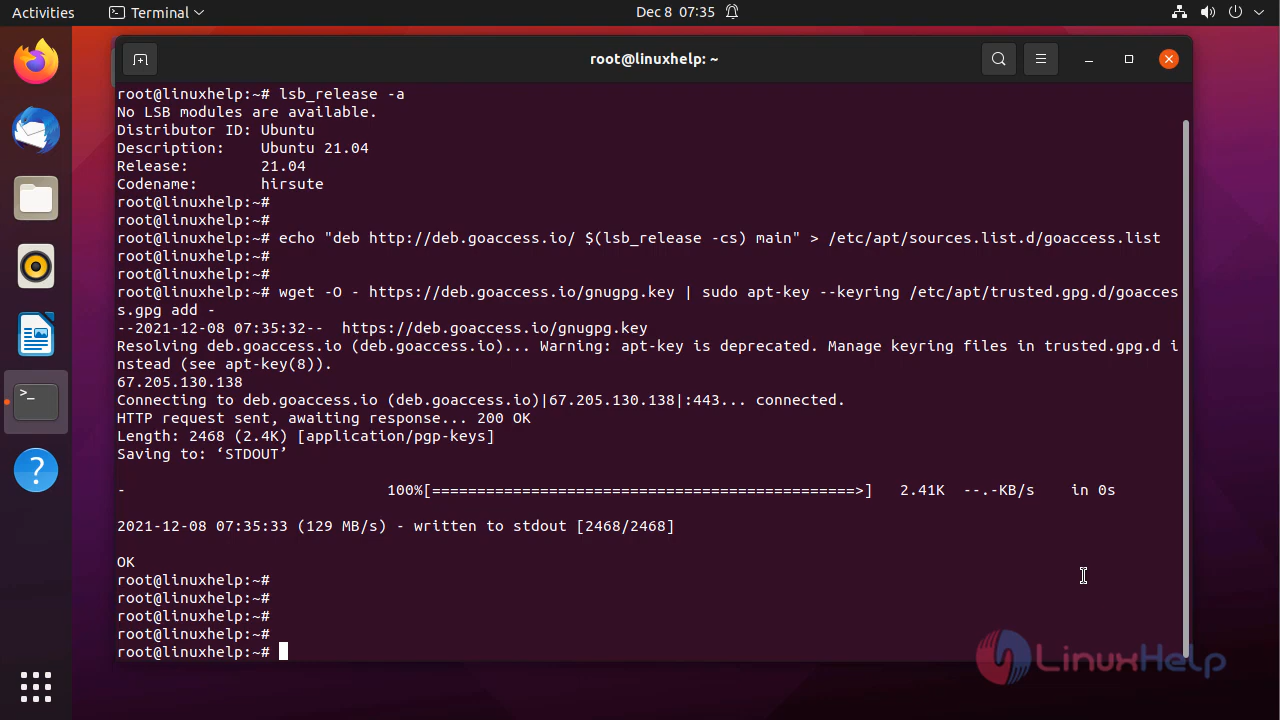 Activities
Terminal
Dec 8 07:35
root@linuxhelp: ~
root@linuxhelp:~# lsb_release -a
No LSB modules are available.
Distributor ID: Ubuntu
Description:    Ubuntu 21.04
Release:        21.04
Codename:       hirsute
root@linuxhelp:~#
root@linuxhelp:~#
root@linuxhelp:~# echo "deb http://deb.goaccess.io/ $(lsb_release -cs) main" > /etc/apt/sources.list.d/goaccess.list
root@linuxhelp:~#
root@linuxhelp:~#
root@linuxhelp:~# wget -O - https://deb.goaccess.io/gnugpg.key | sudo apt-key --keyring /etc/apt/trusted.gpg.d/goacces
s.gpg add -
--2021-12-08 07:35:32--  https://deb.goaccess.io/gnugpg.key
Resolving deb.goaccess.io (deb.goaccess.io)... Warning: apt-key is deprecated. Manage keyring files in trusted.gpg.d i
nstead (see apt-key(8)).
67.205.130.138
Connecting to deb.goaccess.io (deb.goaccess.io)|67.205.130.138|:443... connected.
HTTP request sent, awaiting response... 200 OK
Length: 2468 (2.4K) [application/pgp-keys]
Saving to: ‘STDOUT’
-                             100%[===============================================>]   2.41K  --.-KB/s    in 0s
2021-12-08 07:35:33 (129 MB/s) - written to stdout [2468/2468]
OK
root@linuxhelp:~#
root@linuxhelp:~#
root@linuxhelp:~#
root@linuxhelp:~#
root@linuxhelp:~#
LinuxHelp